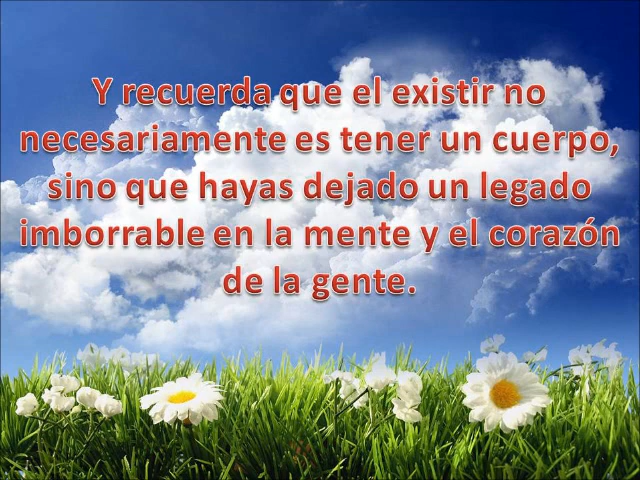 Y recuerda que el existir no
necesariamente es tener un cuerpo,
sino que hayas dejado un legado
imborrable en la mente y el corazón
de la gente.